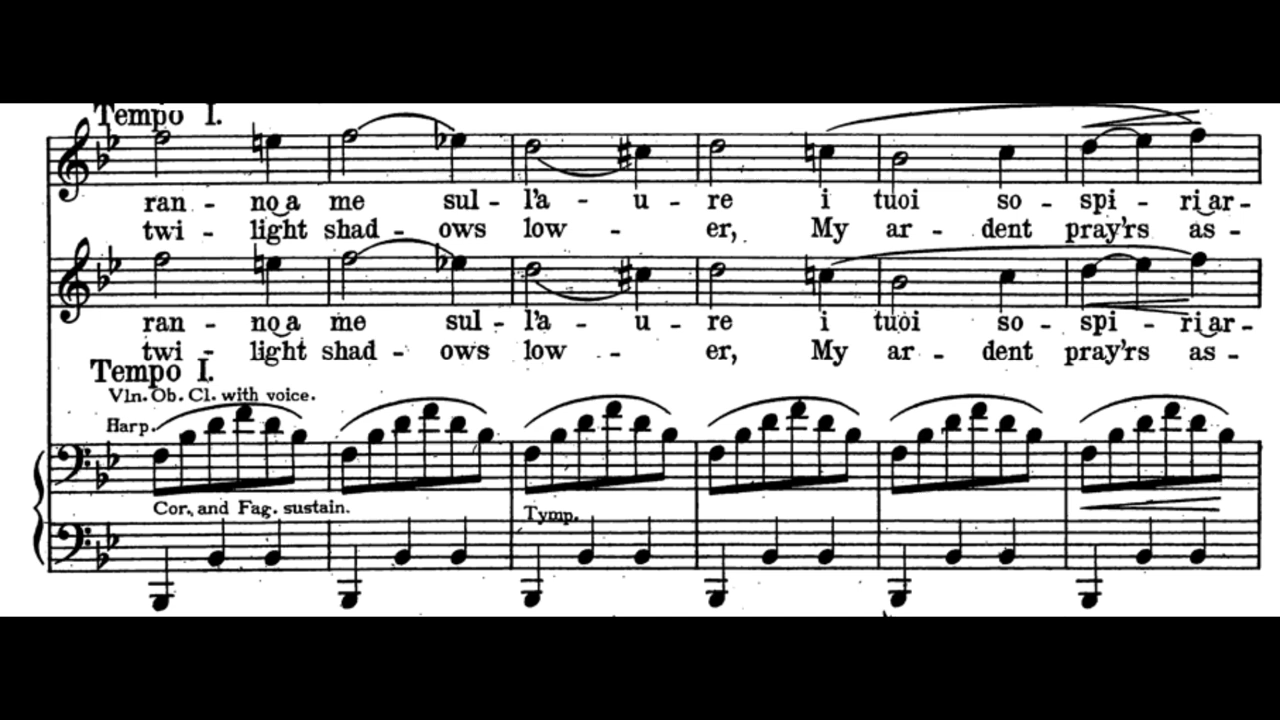 Tempo I.
ran - no a me sul - l'a - u - re i tuoi so - spi - ri ar -
twi - light shad - ows low - er, My ar - dent pray'rs as -
ran - no a me sul - l'a - u - re i tuoi so - spi - ri ar -
twi - light shad - ows low - er, My ar - dent pray'rs as -
Tempo I.
Vln. Ob. Cl. with voice.
Harp.
Cor. and Fag. sustain.
Tymp.